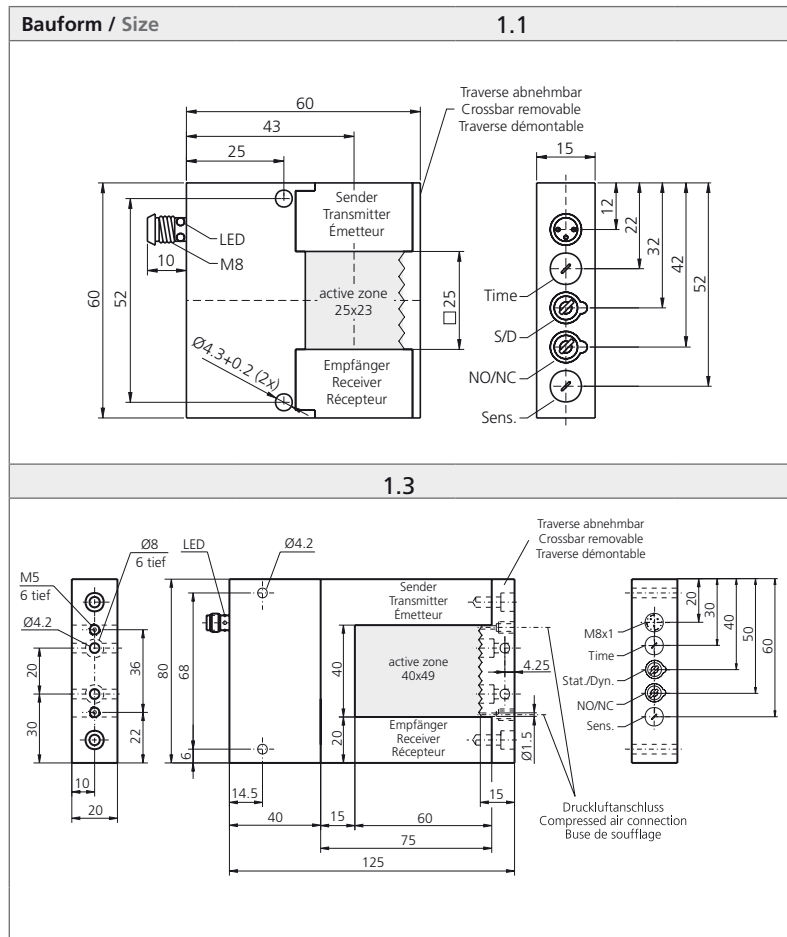 Bauform / Size 1.1
Traverse abnehmbar
Crossbar removable
Traverse démontable
60
43
25
15
Sender
Transmitter
Émetteur
12
22
32
42
52
LED
M8
10
60
52
active zone
25x23
□ 25
Time
S/D
NO/NC
Sens.
Ø4.3+0.2 (2x)
Empfänger
Receiver
Récepteur
1.3
Traverse abnehmbar
Crossbar removable
Traverse démontable
Ø8
6 tief
LED
Ø4.2
M5
6 tief
Ø4.2
20
30
36
22
10
20
80
68
6
Sender
Transmitter
Émetteur
40
active zone
40x49
4.25
20
Empfänger
Receiver
Récepteur
Ø1.5
14.5
40
15
60
15
75
125
Druckluftanschluss
Compressed air connection
Buse de soufflage
M8x1
Time
Stat./Dyn.
NO/NC
Sens.
20
30
40
50
60